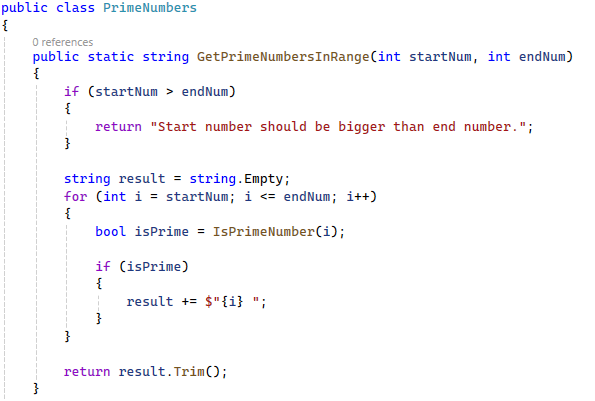 public class PrimeNumbers
{
0 references
public static string GetPrimeNumbersInRange(int startNum, int endNum)
{
if (startNum > endNum)
{
return "Start number should be bigger than end number.";
}
string result = string.Empty;
for (int i = startNum; i <= endNum; i++)
{
bool isPrime = IsPrimeNumber(i);
if (isPrime)
{
result += $"{i} ";
}
}
return result.Trim();
}